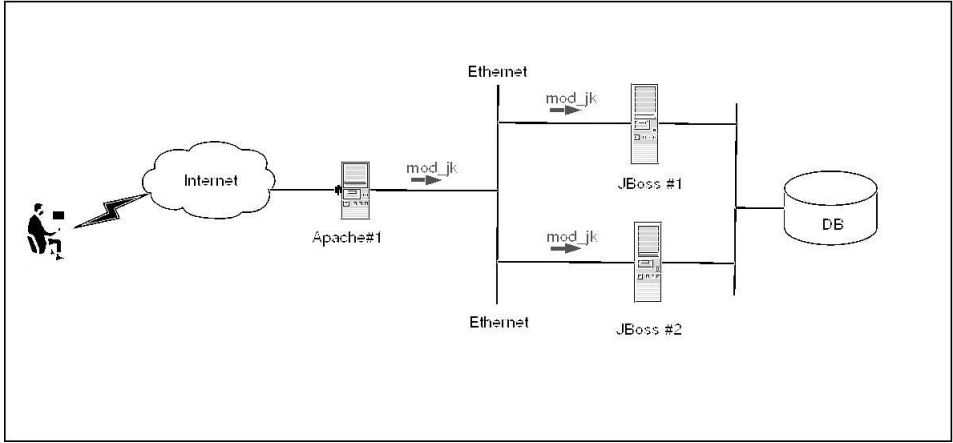 Ethernet
mod_jk
mod_jk
Internet
JBoss #1
Apache#1
DB
mod_jk
Ethernet
JBoss #2